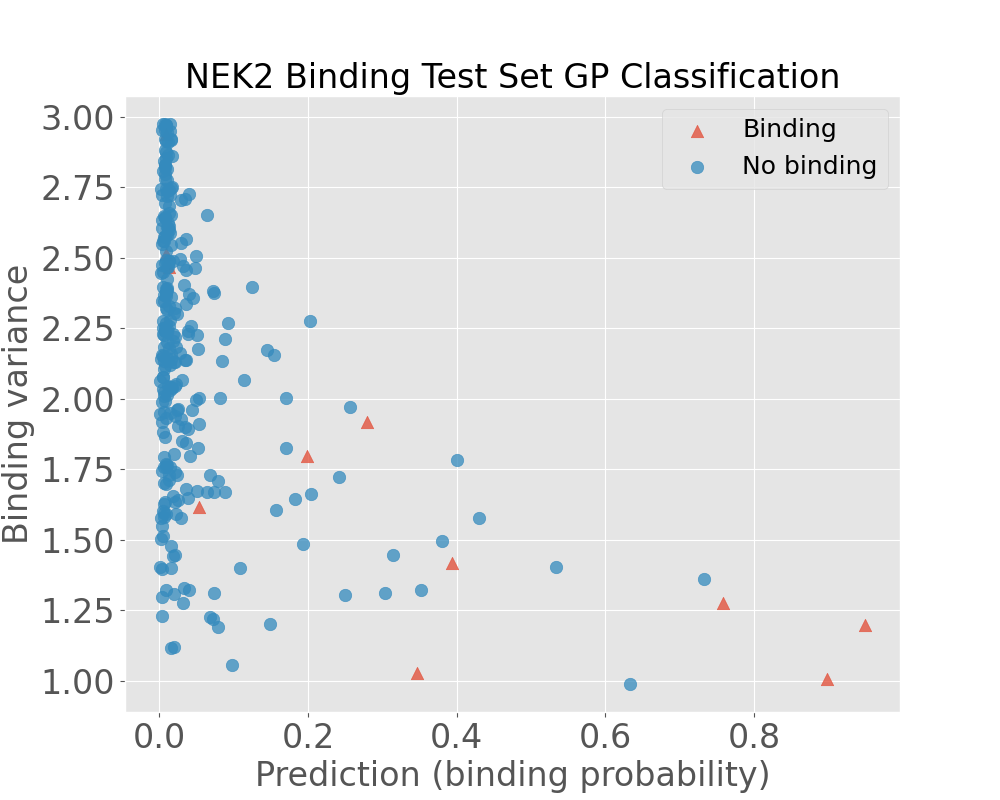 NEK2 Binding Test Set GP Classification
Binding
No binding
Binding variance
3.00
2.75
2.50
2.25
2.00
1.75
1.50
1.25
1.00
0.0 0.2 0.4 0.6 0.8
Prediction (binding probability)